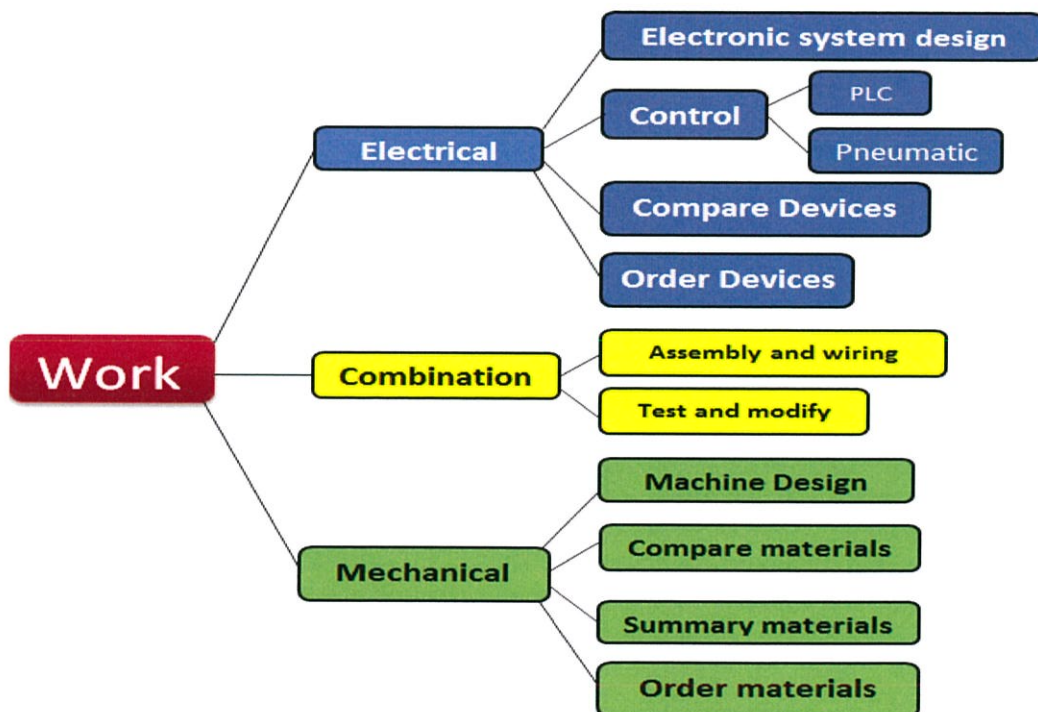 Electronic system design
Control
PLC
Pneumatic
Electrical
Compare Devices
Order Devices
Work
Combination
Assembly and wiring
Test and modify
Machine Design
Compare materials
Mechanical
Summary materials
Order materials